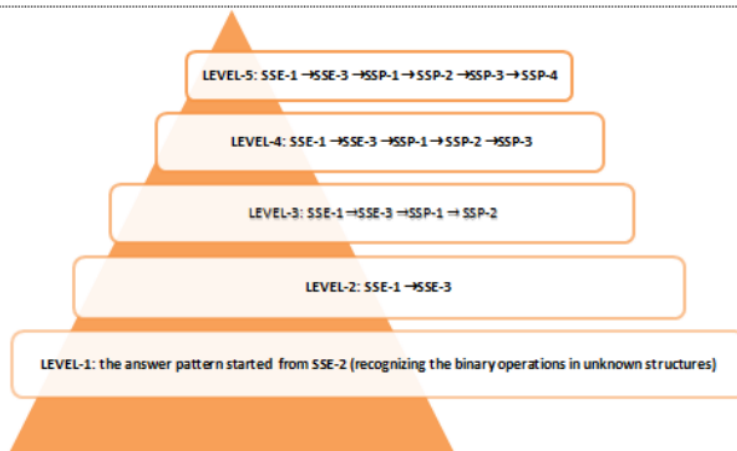 LEVEL-5: SSE-1 →SSE-3 →SSP-1→ SSP-2 →SSP-3→ SSP-4
LEVEL-4: SSE-1 →SSE-3 →SSP-1→ SSP-2 →SSP-3
LEVEL-3: SSE-1→SSE-3 →SSP-1 → SSP-2
LEVEL-2: SSE-1 →SSE-3
LEVEL-1: the answer pattern started from SSE-2 (recognizing the binary operations in unknown structures)